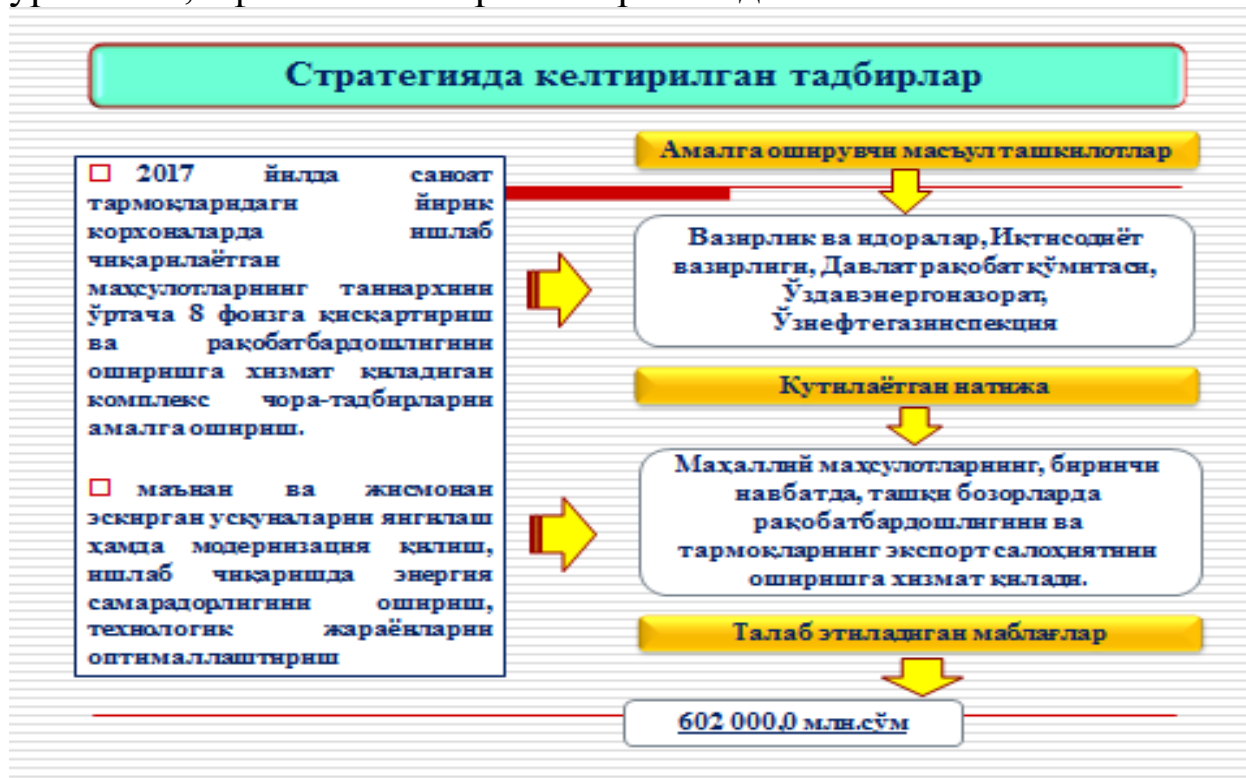 Стратегияда келтирилган тадбирлар
☐ 2017 йилда саноат
тармоқларидаги йирик
корхоналарда ишлаб
чиқарилаётган
маҳсулотларнинг таннархини
ўртача 8 фоизга қисқартириш
ва рақобатбардошлигини
оширишга хизмат қиладиган
комплекс чора-тадбирларни
амалга ошириш.
☐ маънан ва жисмонан
эскирган ускуналарни янгилаш
ҳамда модернизация қилиш,
ишлаб чиқаришда энергия
самарадорлигини ошириш,
технологик жараёнларни
оптималлаштириш
Амалга оширувчи масъул ташкилотлар
Вазирлик ва идоралар, Иқтисодиёт
вазирлиги, Давлат рақобат қўмитаси,
Ўздавэнергоназорат,
Ўзнефтегазинспекция
Кутилаётган натижа
Маҳаллий маҳсулотларнинг, биринчи
навбатда, ташқи бозорларда
рақобатбардошлигини ва
тармоқларнинг экспорт салоҳиятини
оширишга хизмат қилади.
Талаб этиладиган маблағлар
602 000,0 млн.сўм